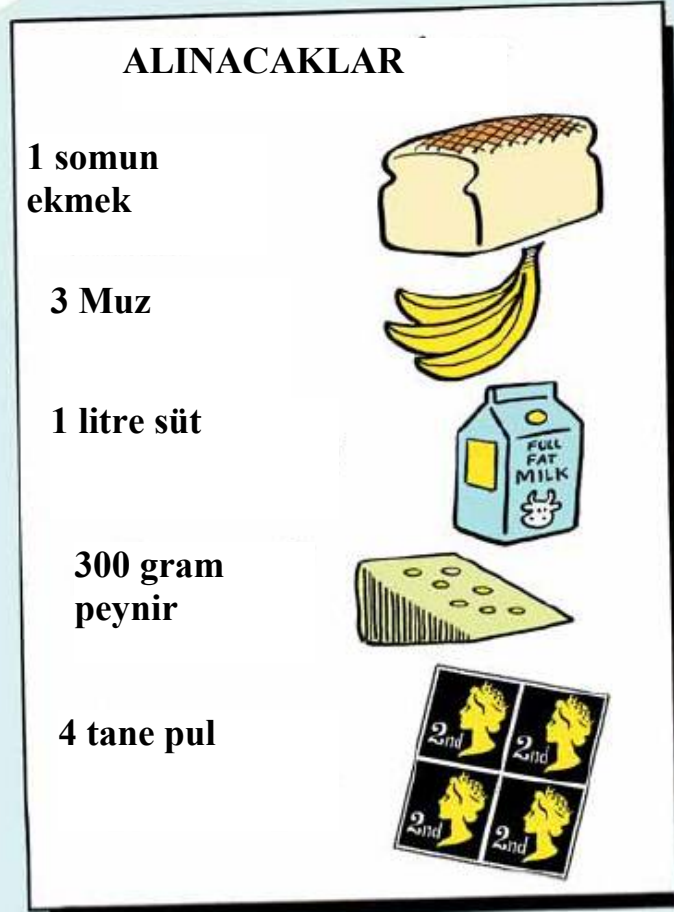 ALINACAKLAR
1 somun
ekmek
3 Muz
1 litre süt
FULL
FAT
MILK
300 gram
peynir
4 tane pul
2nd
2nd
2nd
2nd